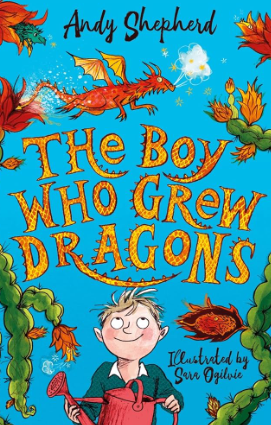 Andy Shepherd
THE BOY
WHO GREW
DRAGONS
Illustrated by
Sara Ogilvie